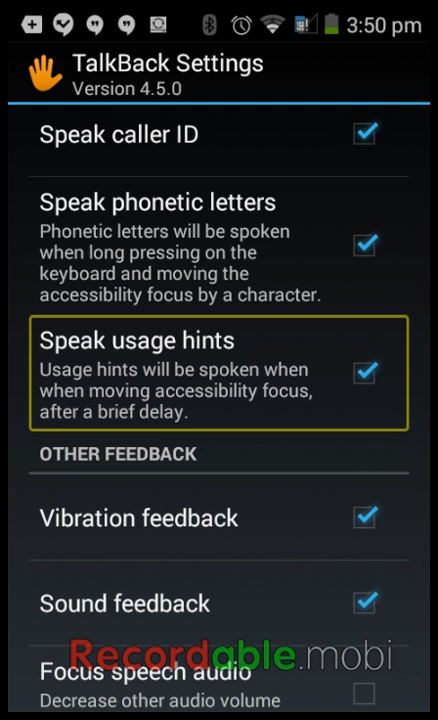 3:50 pm
TalkBack Settings
Version 4.5.0
Speak caller ID
Speak phonetic letters
Phonetic letters will be spoken
when long pressing on the
keyboard and moving the
accessibility focus by a character.
Speak usage hints
Usage hints will be spoken when
when moving accessibility focus,
after a brief delay.
OTHER FEEDBACK
Vibration feedback
Sound feedback
Recordable.mobi
Focus speech audio
Decrease other audio volume